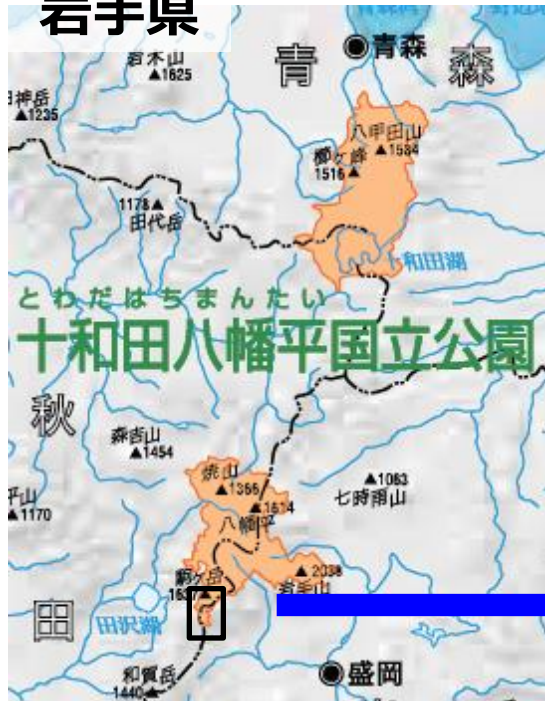 岩手県
岩木山
▲1625
青森
◉青森
▲1235
八甲田山
▲1584
櫛ヶ峰
1516▲
1178▲
田代岳
和田湖
とわだはちまんたい
十和田八幡平国立公園
秋
森吉山
▲1454
焼山
▲1366
▲1614
八幡平
▲1063
七時雨山
▲1170
▲2038
岩手山
田
田沢湖
和賀岳
1440▲
◉盛岡